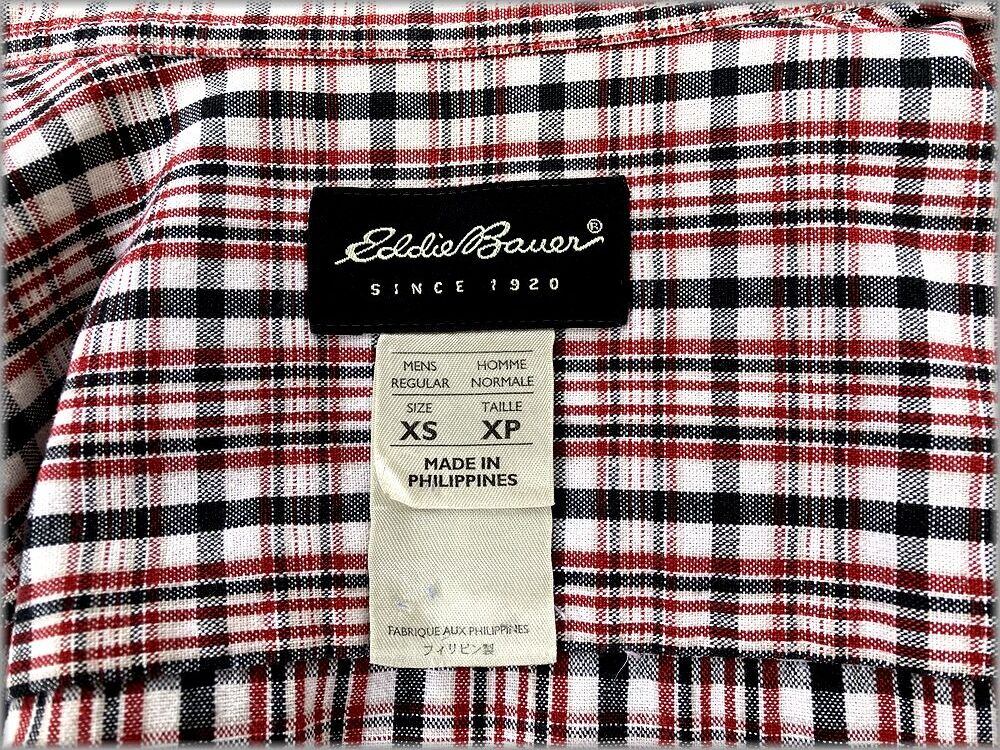 Eddie Bauer®
SINCE 1920
MENS HOMME
REGULAR NORMALE
SIZE TAILLE
XS XP
MADE IN
PHILIPPINES
FABRIQUE AUX PHILIPPINES
フィリピン製